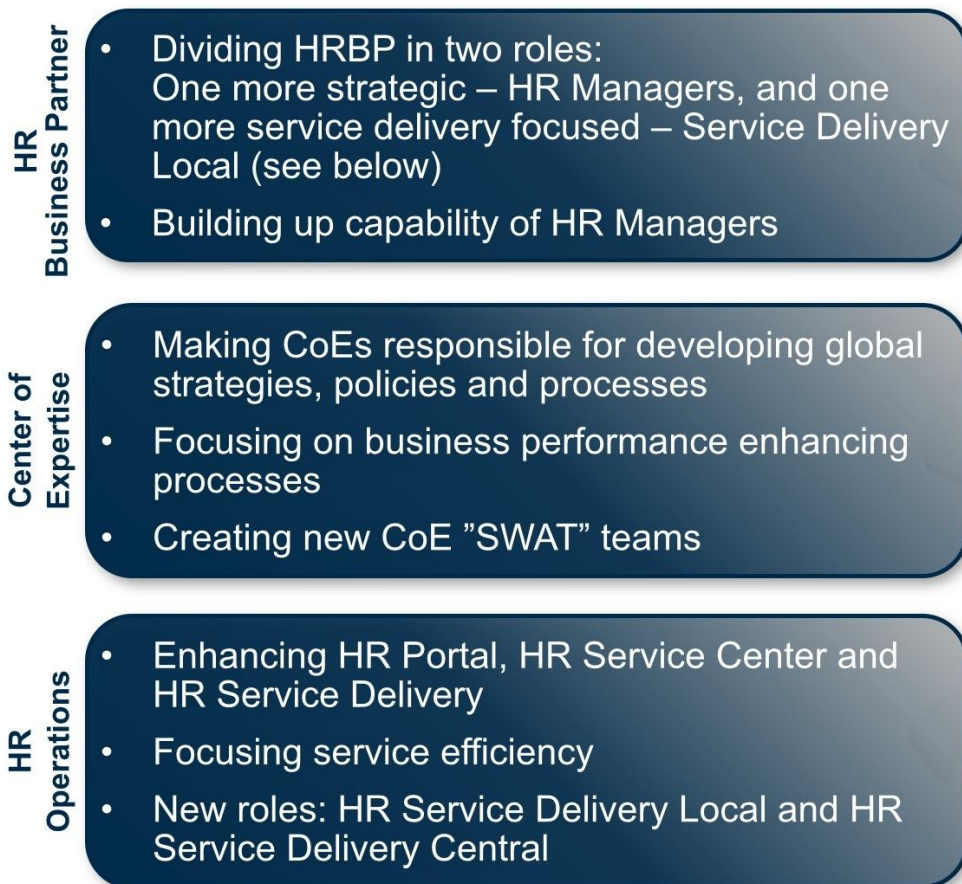 HR
Business Partner
• Dividing HRBP in two roles:
One more strategic – HR Managers, and one
more service delivery focused – Service Delivery
Local (see below)
• Building up capability of HR Managers
Center of
Expertise
• Making CoEs responsible for developing global
strategies, policies and processes
• Focusing on business performance enhancing
processes
• Creating new CoE ”SWAT” teams
HR
Operations
• Enhancing HR Portal, HR Service Center and
HR Service Delivery
• Focusing service efficiency
• New roles: HR Service Delivery Local and HR
Service Delivery Central